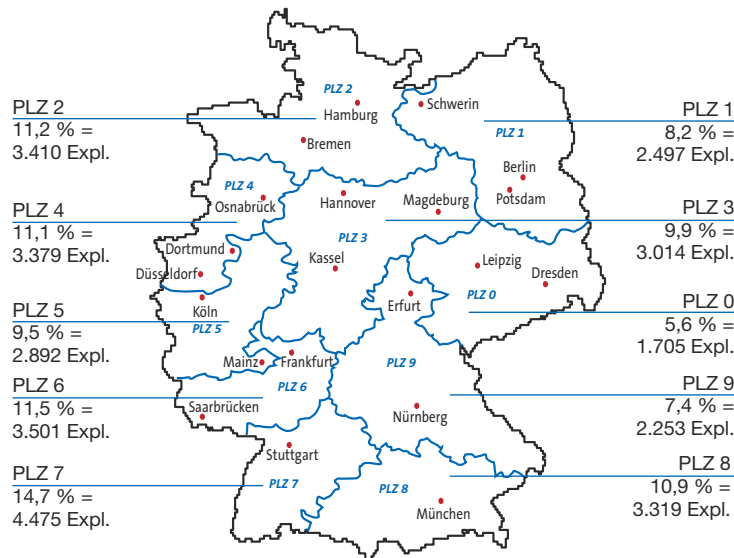 PLZ 2
11,2 % =
3.410 Expl.
PLZ 4
11,1 % =
3.379 Expl.
PLZ 5
9,5 % =
2.892 Expl.
PLZ 6
11,5 % =
3.501 Expl.
PLZ 7
14,7 % =
4.475 Expl.
PLZ 2
Hamburg
Schwerin
Bremen
PLZ 1
Berlin
Potsdam
PLZ 4
Osnabrück
Hannover
Magdeburg
Dortmund
PLZ 3
Kassel
Düsseldorf
Leipzig
Dresden
Köln
Erfurt
PLZ 0
PLZ 5
Mainz
Frankfurt
PLZ 6
PLZ 9
Saarbrücken
Nürnberg
Stuttgart
PLZ 7
PLZ 8
München
PLZ 1
8,2 % =
2.497 Expl.
PLZ 3
9,9 % =
3.014 Expl.
PLZ 0
5,6 % =
1.705 Expl.
PLZ 9
7,4 % =
2.253 Expl.
PLZ 8
10,9 % =
3.319 Expl.